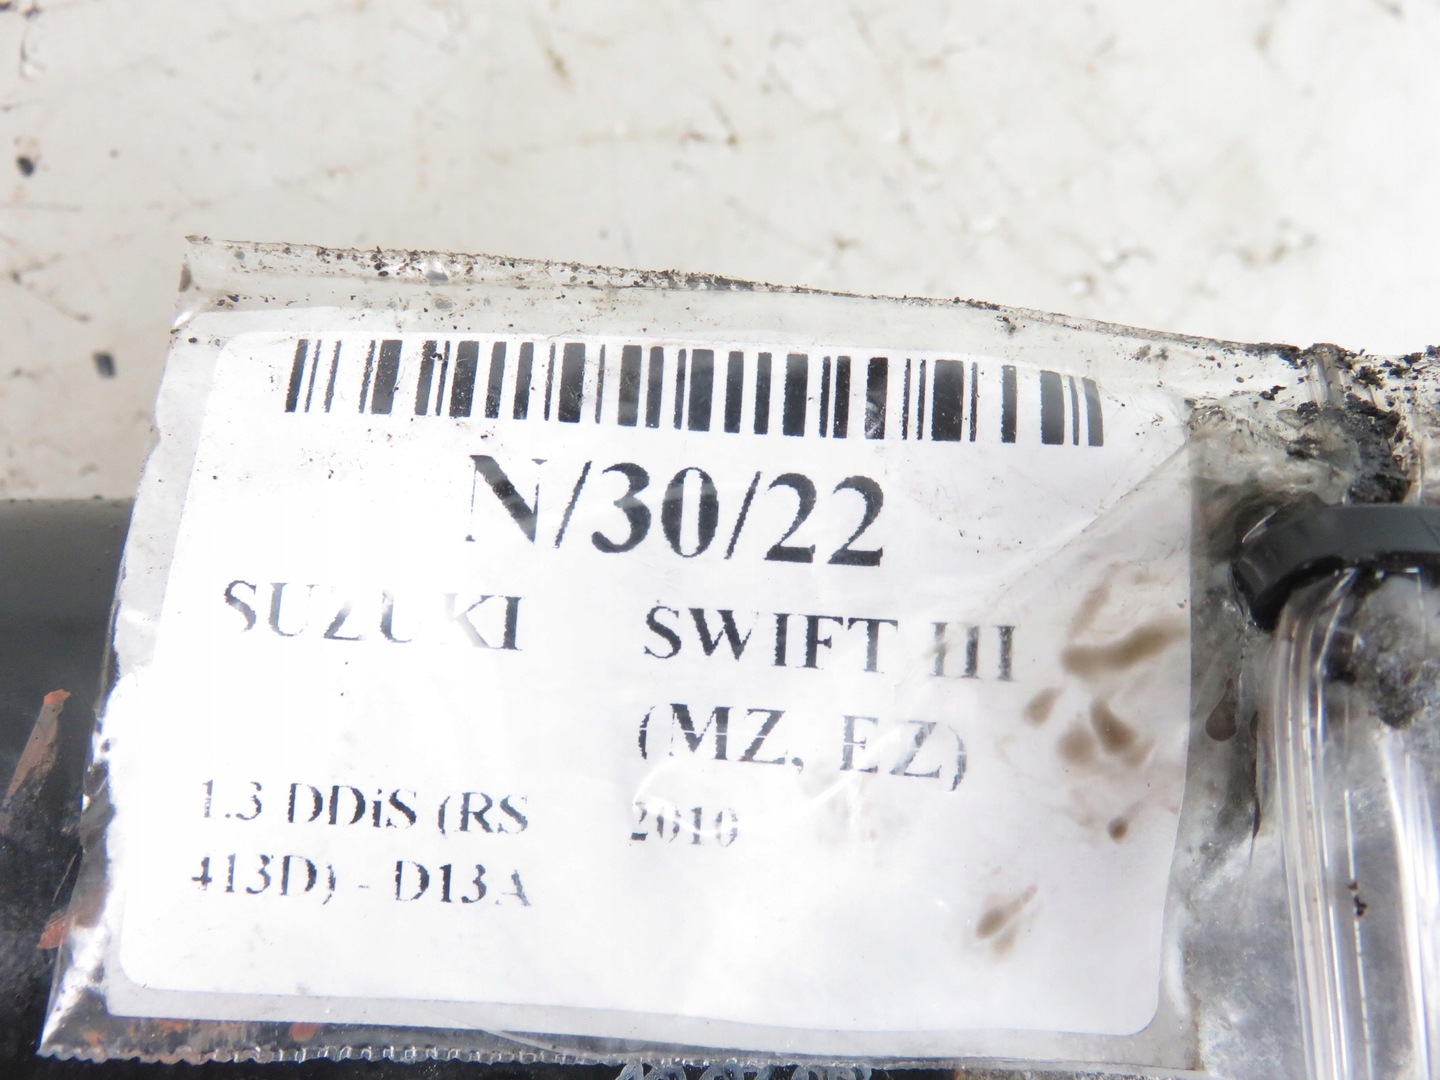 N/30/22
SUZUKI SWIFT III
(MZ, EZ)
1.3 DDiS (RS 2010
413D) - D13A